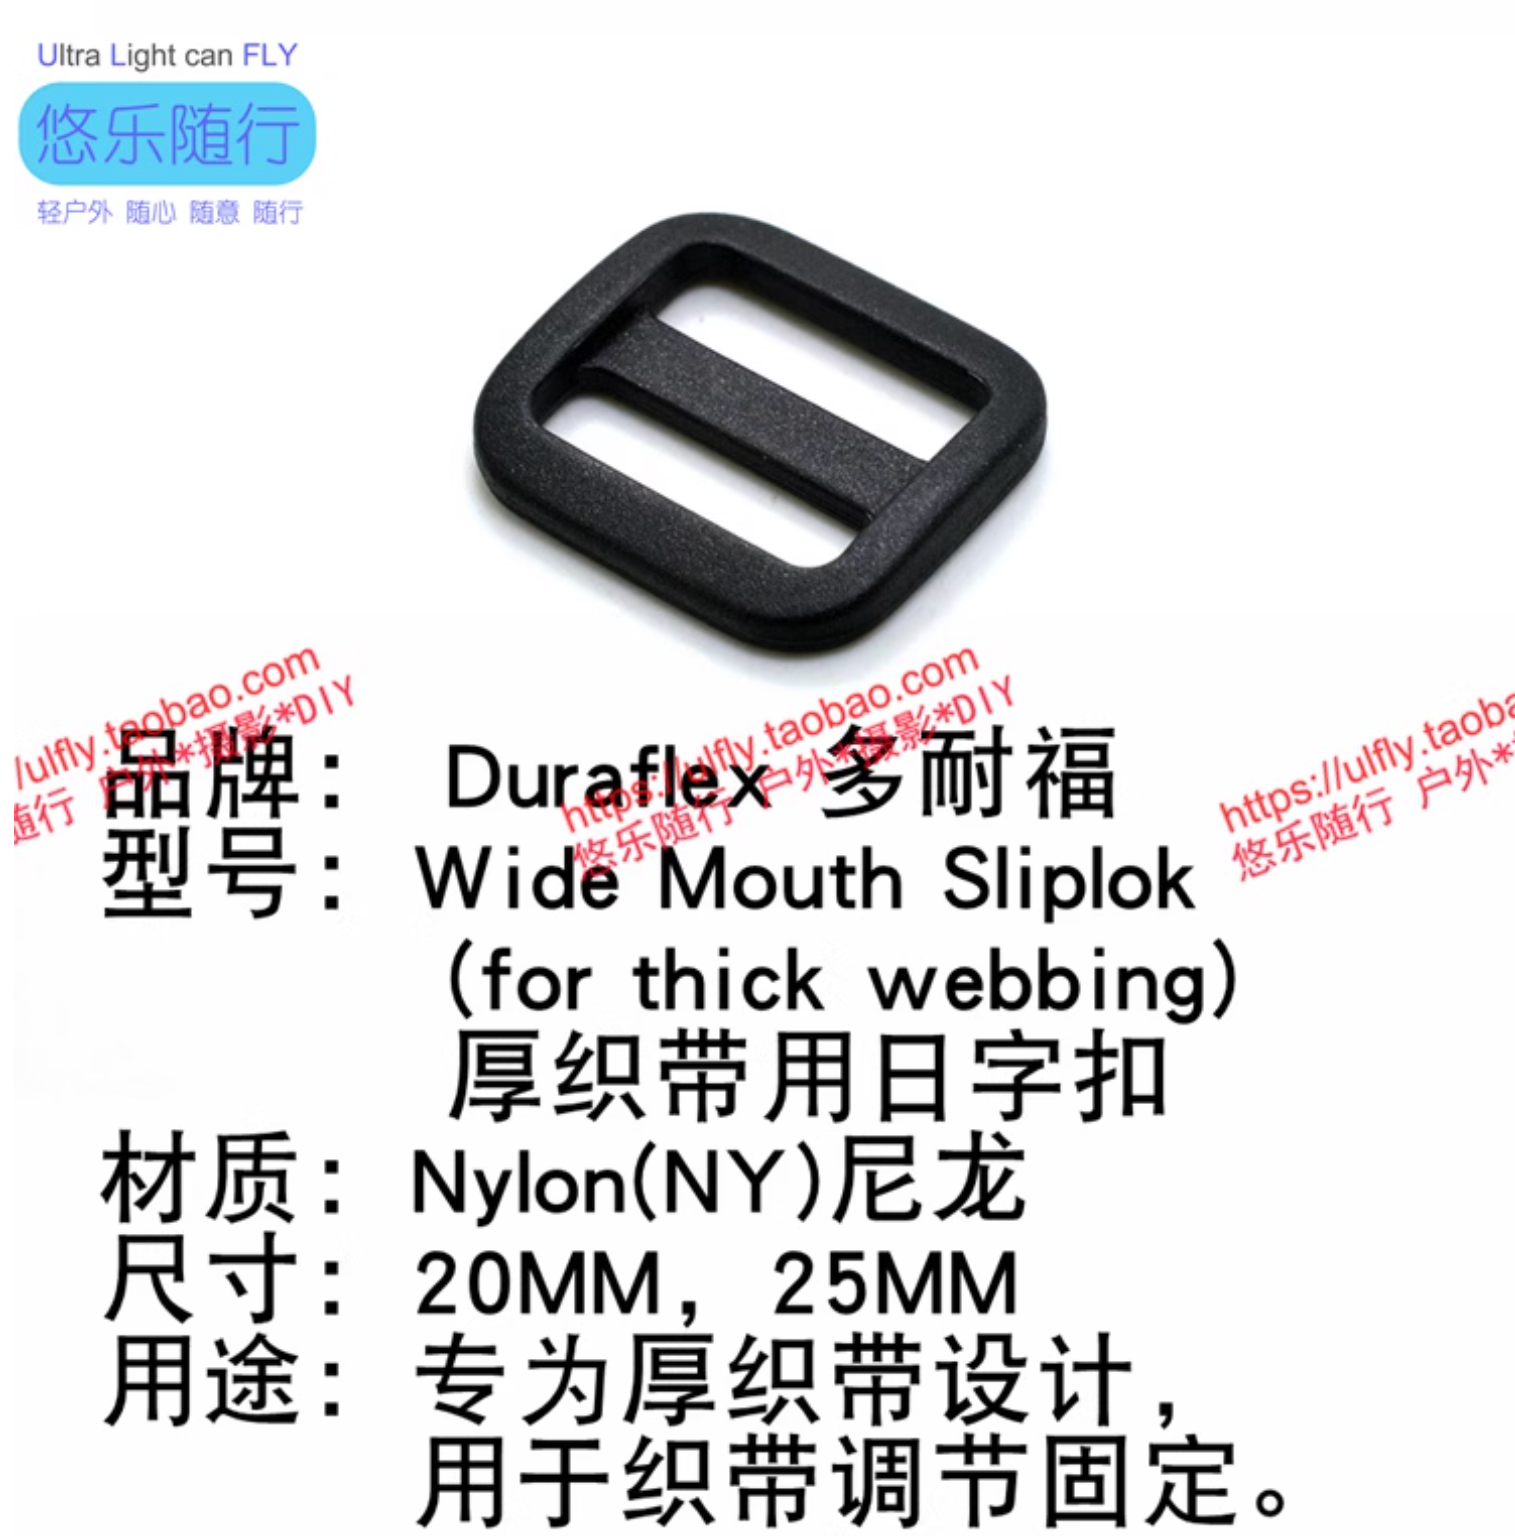 Ultra Light can FLY
悠乐随行
轻户外 随心 随意 随行
/ulfly.taobao.com
随行 户外*摄影*DIY
https://ulfly.taobao.com
悠乐随行 户外*摄影*DIY
https://ulfly.taoba
悠乐随行 户外*
品牌： Duraflex 多耐福
型号：Wide Mouth Sliplok
(for thick webbing)
厚织带用日字扣
材质：Nylon(NY)尼龙
尺寸：20MM，25MM
用途：专为厚织带设计，
用于织带调节固定。